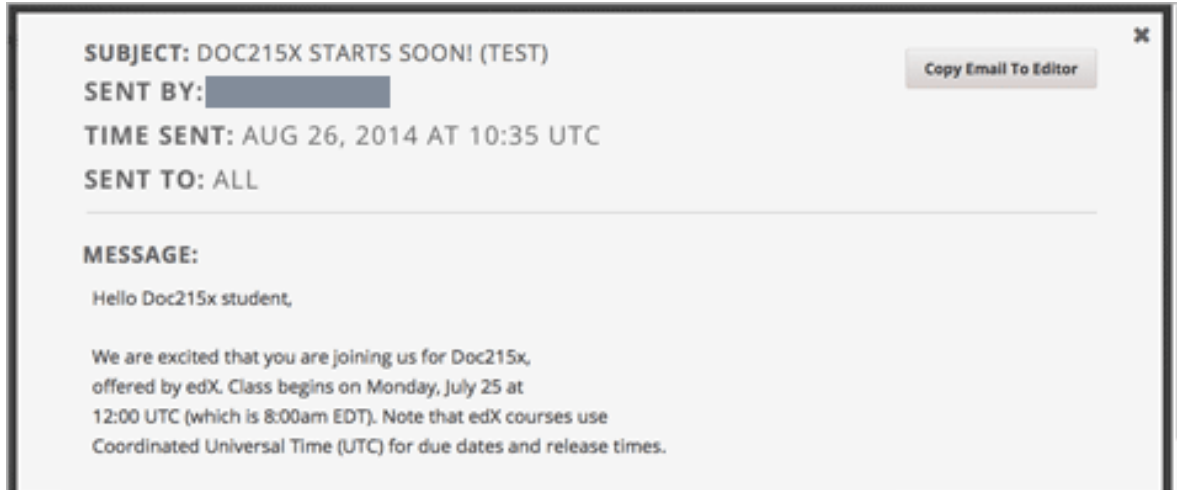 SUBJECT: DOC215X STARTS SOON! (TEST)
Copy Email To Editor
SENT BY:
TIME SENT: AUG 26, 2014 AT 10:35 UTC
SENT TO: ALL
MESSAGE:
Hello Doc215x student,
We are excited that you are joining us for Doc215x,
offered by edX. Class begins on Monday, July 25 at
12:00 UTC (which is 8:00am EDT). Note that edX courses use
Coordinated Universal Time (UTC) for due dates and release times.